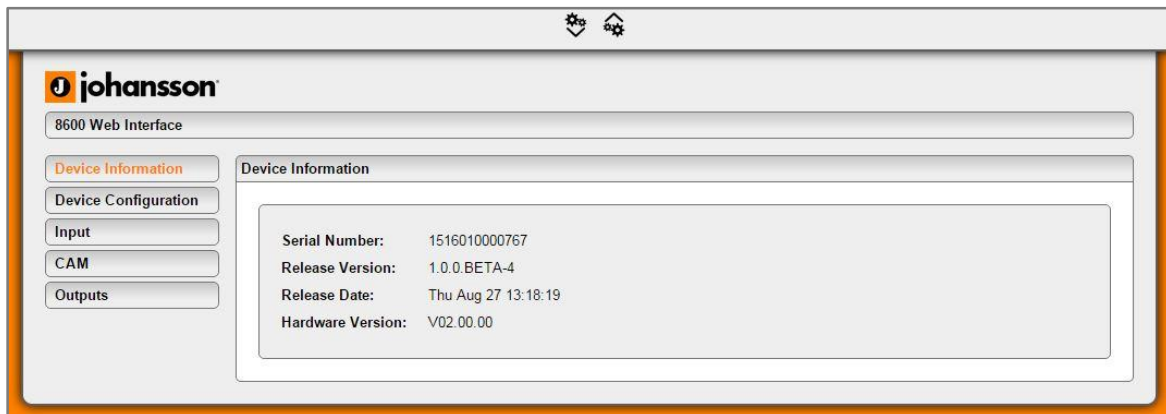 johansson
8600 Web Interface
Device Information
Device Configuration
Input
CAM
Outputs
Device Information
Serial Number: 1516010000767
Release Version: 1.0.0.BETA-4
Release Date: Thu Aug 27 13:18:19
Hardware Version: V02.00.00